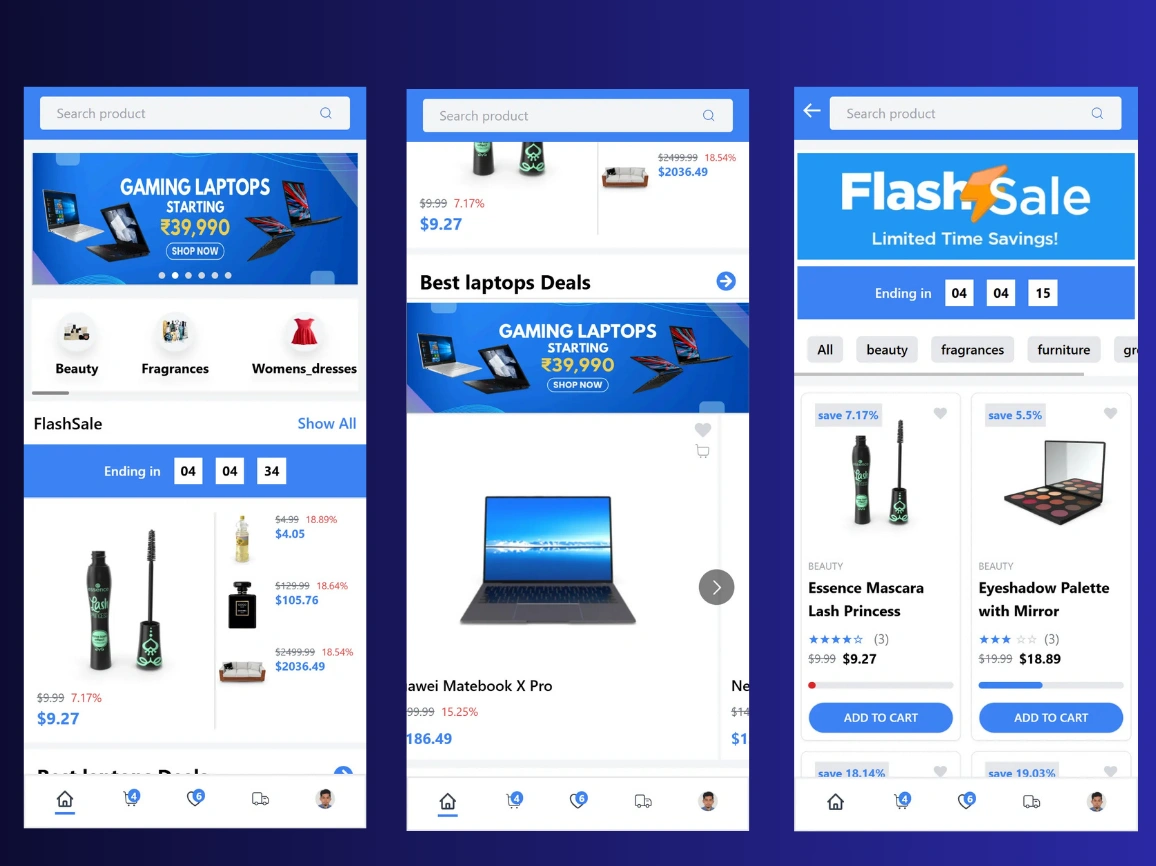 Search product
GAMING LAPTOPS
STARTING
₹39,990
SHOP NOW
Beauty
Fragrances
Womens_dresses
FlashSale
Show All
Ending in 04 04 34
$9.99 7.17%
$9.27
$4.99 18.89%
$4.05
$129.99 18.64%
$105.76
$2499.99 18.54%
$2036.49
Best laptops Deals
4
6
Search product
$9.99 7.17%
$9.27
$2499.99 18.54%
$2036.49
Best laptops Deals
GAMING LAPTOPS
STARTING
₹39,990
SHOP NOW
awei Matebook X Pro
99.99 15.25%
186.49
Ne
$14
$1
4
6
Search product
Flash Sale
Limited Time Savings!
Ending in 04 04 15
All
beauty
fragrances
furniture
gr
save 7.17%
essence
Lash
BEAUTY
Essence Mascara
Lash Princess
(3)
$9.99 $9.27
ADD TO CART
save 5.5%
BEAUTY
Eyeshadow Palette
with Mirror
(3)
$19.99 $18.89
ADD TO CART
save 18.14%
save 19.03%
4
6